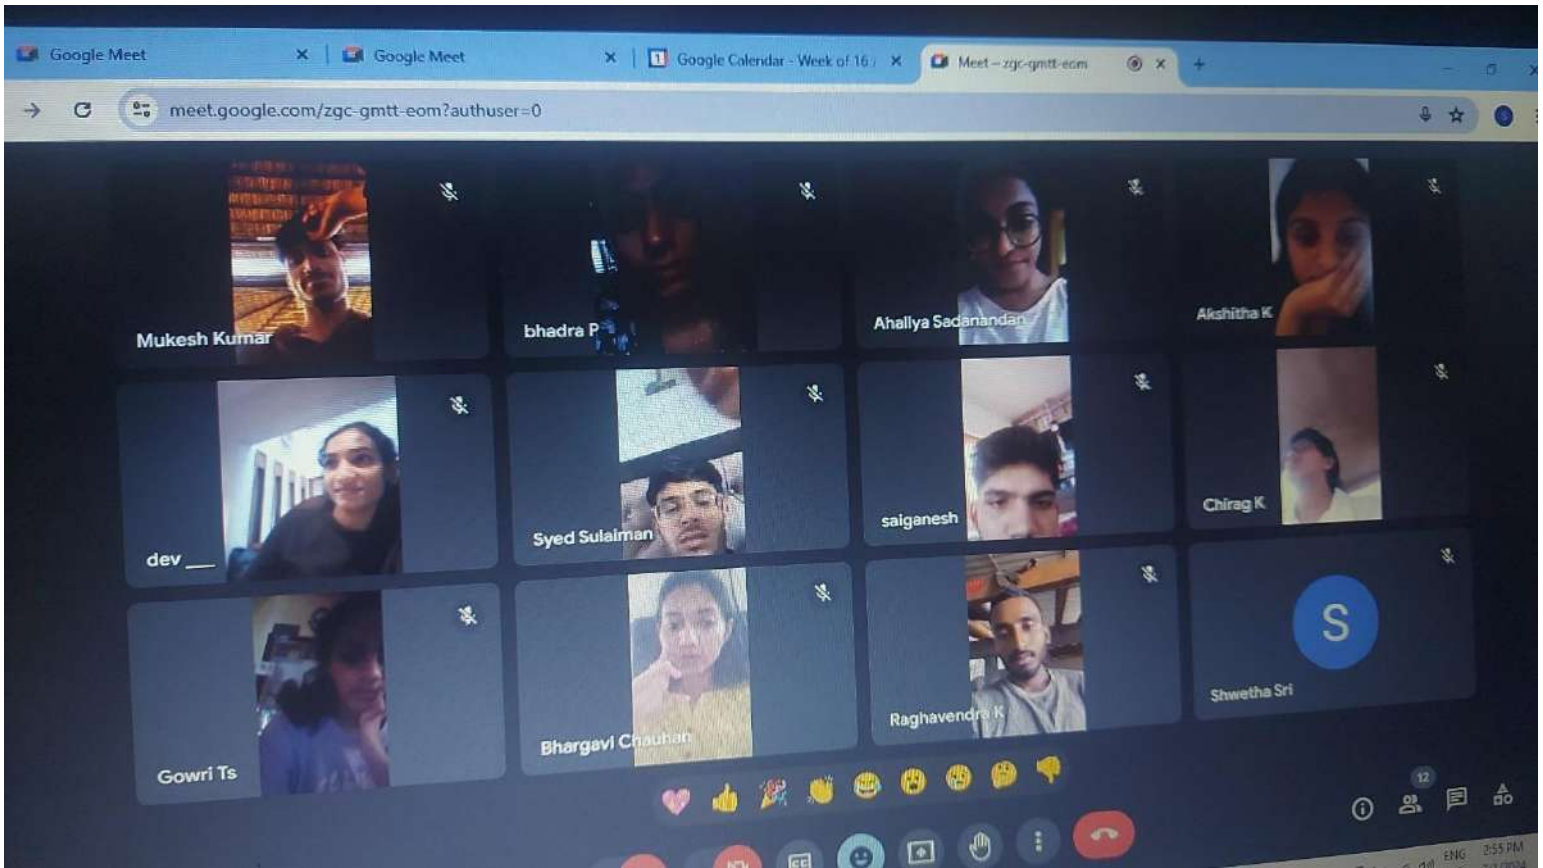 Google Meet
Google Meet
Google Calendar - Week of 16
Meet – zgc-gmtt-eom
meet.google.com/zgc-gmtt-eom?authuser=0
Mukesh Kumar
bhadra P
Ahallya Sadanandan
Akshitha K
dev __
Syed Sulaiman
saiganesh
Chirag K
Gowri Ts
Bhargavi Chauhan
Raghavendra K
S
Shwetha Sri
12
CC
ENG
2:55 PM